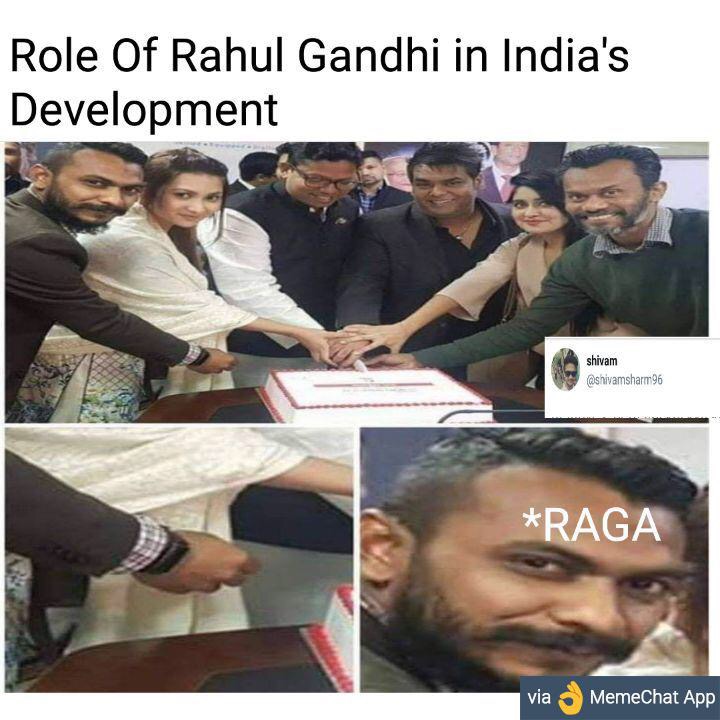 Role Of Rahul Gandhi in India's
Development
shivam
@shivamsharm96
*RAGA
via 👌 MemeChat App